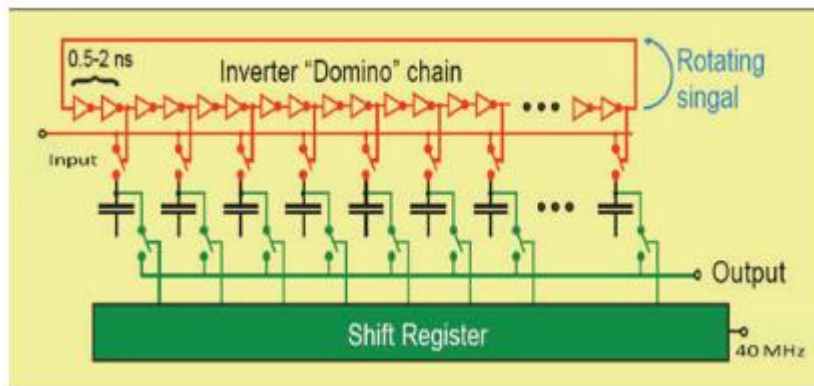 0.5-2 ns
Inverter “Domino” chain
Rotating
singal
Input
Output
Shift Register
40 MHz